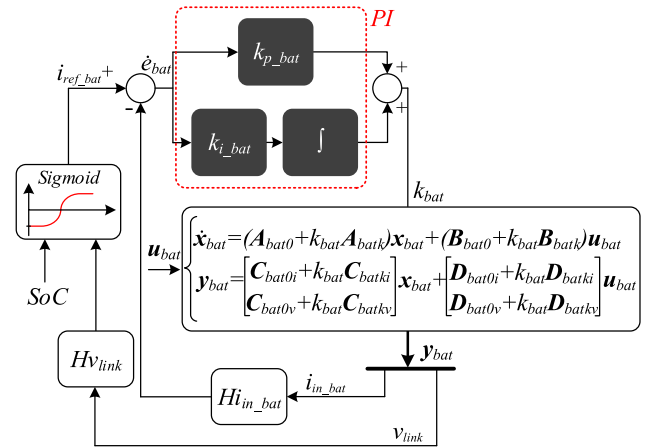 PI
i_ref_bat + ė_bat k_p_bat +
- k_i_bat ∫ +
Sigmoid
k_bat
u_bat
ẋ_bat=(A_bat0+k_bat A_batk)x_bat+(B_bat0+k_bat B_batk)u_bat
y_bat=[C_bat0i+k_bat C_batki; C_bat0v+k_bat C_batkv] x_bat+[D_bat0i+k_bat D_batki; D_bat0v+k_bat D_batkv] u_bat
SoC
y_bat
Hv_link
Hi_in_bat i_in_bat
v_link